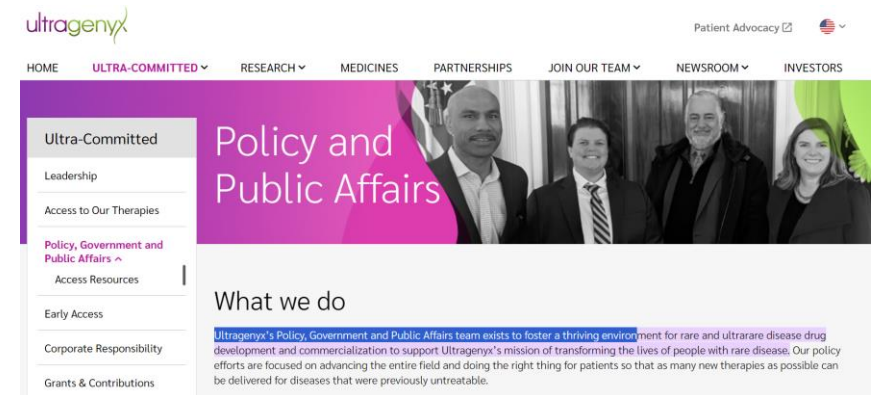 ultragenyx
Patient Advocacy
HOME ULTRA-COMMITTED RESEARCH MEDICINES PARTNERSHIPS JOIN OUR TEAM NEWSROOM INVESTORS
Ultra-Committed
Leadership
Access to Our Therapies
Policy, Government and
Public Affairs
Access Resources
Early Access
Corporate Responsibility
Grants & Contributions
Policy and
Public Affairs
What we do
Ultragenyx's Policy, Government and Public Affairs team exists to foster a thriving environment for rare and ultrarare disease drug
development and commercialization to support Ultragenyx's mission of transforming the lives of people with rare disease. Our policy
efforts are focused on advancing the entire field and doing the right thing for patients so that as many new therapies as possible can
be delivered for diseases that were previously untreatable.